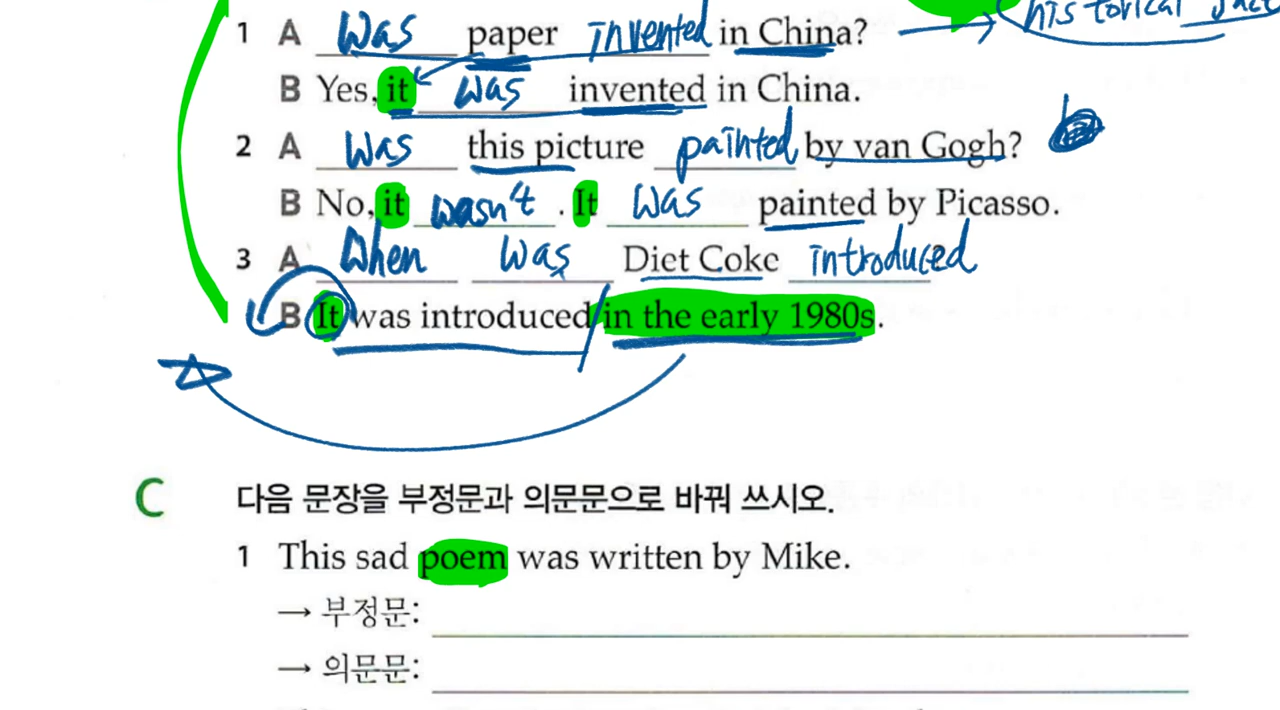 historical
1 A Was paper invented in China?
B Yes, it was invented in China.
2 A Was this picture painted by van Gogh?
B No, it wasn't. It was painted by Picasso.
3 A When was Diet Coke introduced?
B It was introduced in the early 1980s.
C 다음 문장을 부정문과 의문문으로 바꿔 쓰시오.
1 This sad poem was written by Mike.
→ 부정문:
→ 의문문: